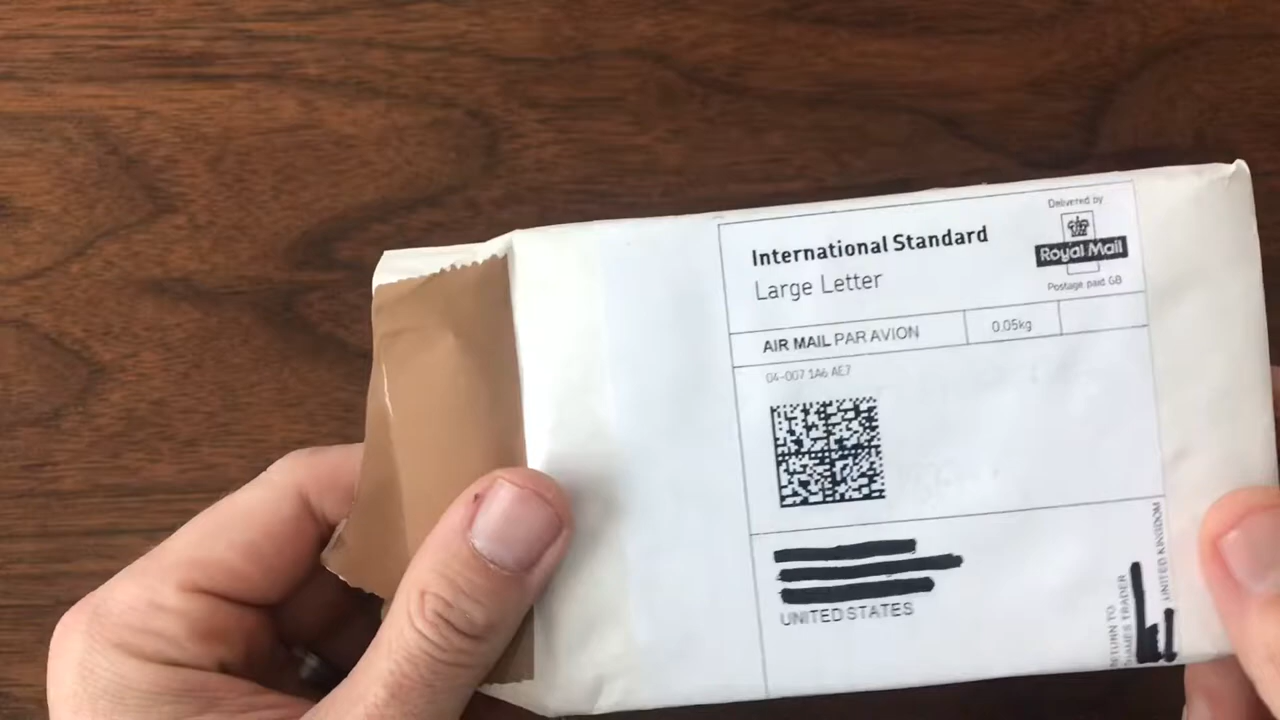 International Standard
Large Letter
Delivered by
Royal Mail
Postage paid GB
AIR MAIL PAR AVION
0.05kg
04-007 1A6 AE7
UNITED STATES
RETURN TO
THAMES TRADER
UNITED KINGDOM